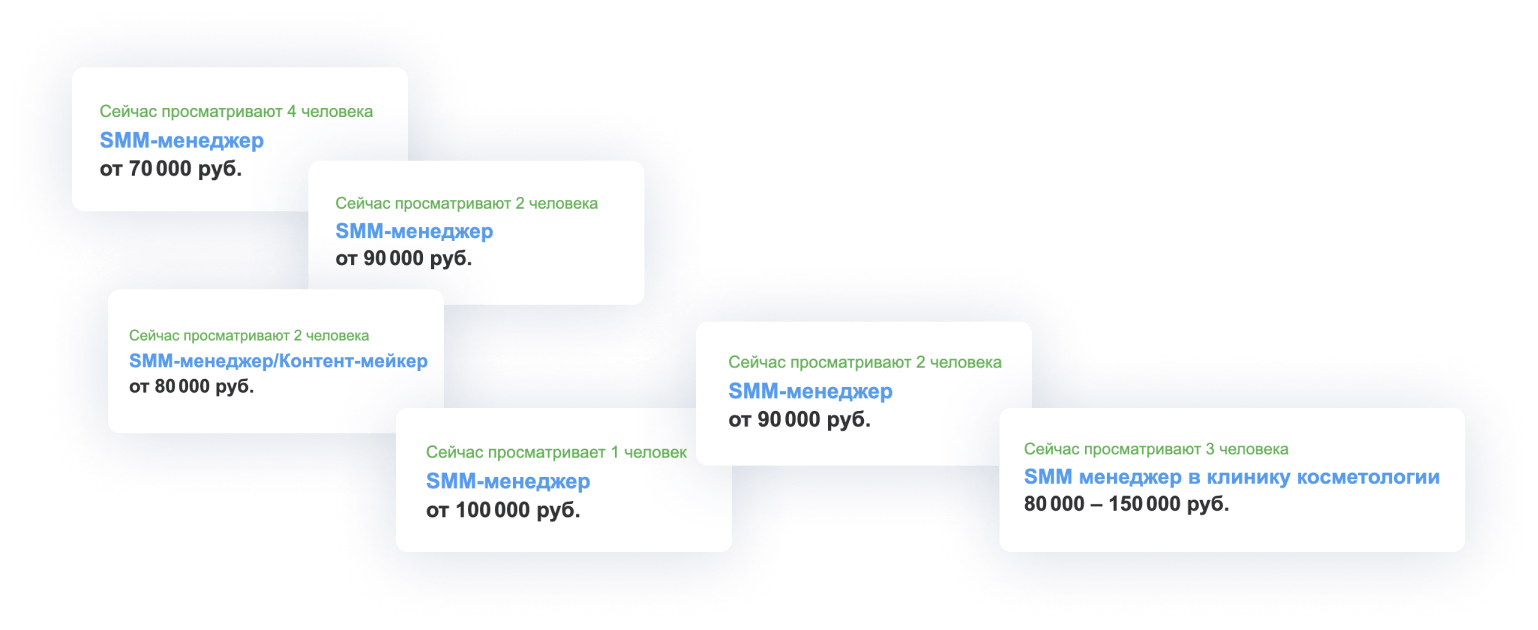 Сейчас просматривают 4 человека
SMM-менеджер
от 70 000 руб.
Сейчас просматривают 2 человека
SMM-менеджер
от 90 000 руб.
Сейчас просматривают 2 человека
SMM-менеджер/Контент-мейкер
от 80 000 руб.
Сейчас просматривает 1 человек
SMM-менеджер
от 100 000 руб.
Сейчас просматривают 2 человека
SMM-менеджер
от 90 000 руб.
Сейчас просматривают 3 человека
SMM менеджер в клинику косметологии
80 000 – 150 000 руб.